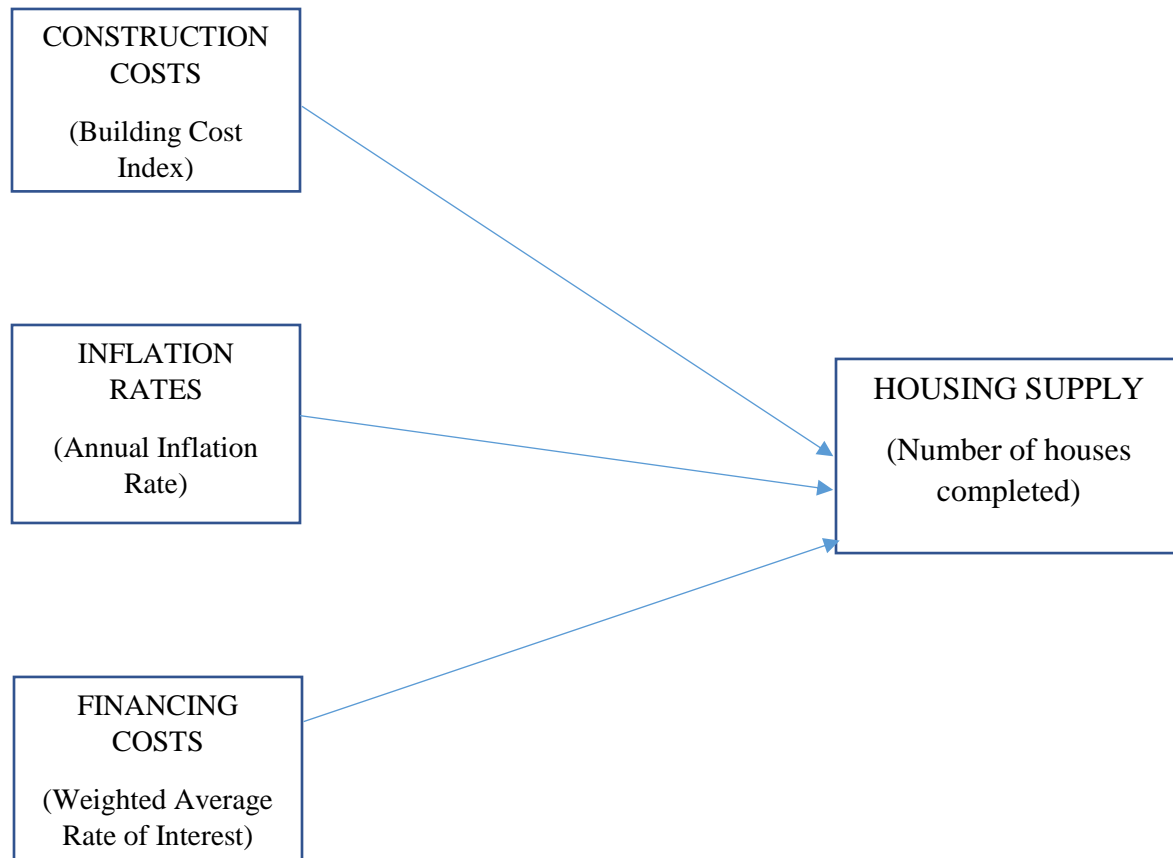 CONSTRUCTION
COSTS
(Building Cost
Index)
INFLATION
RATES
(Annual Inflation
Rate)
HOUSING SUPPLY
(Number of houses
completed)
FINANCING
COSTS
(Weighted Average
Rate of Interest)